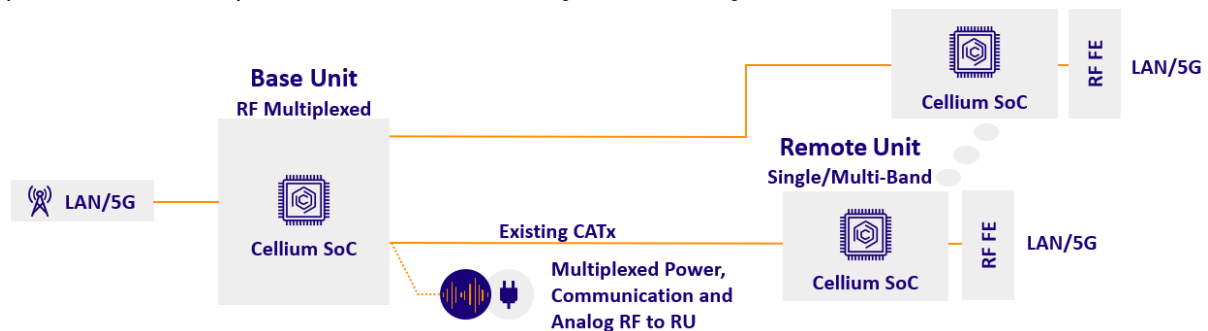 Base Unit
RF Multiplexed
Cellium SoC
LAN/5G
Existing CATx
Multiplexed Power,
Communication and
Analog RF to RU
Cellium SoC
RF FE
LAN/5G
Remote Unit
Single/Multi-Band
Cellium SoC
RF FE
LAN/5G